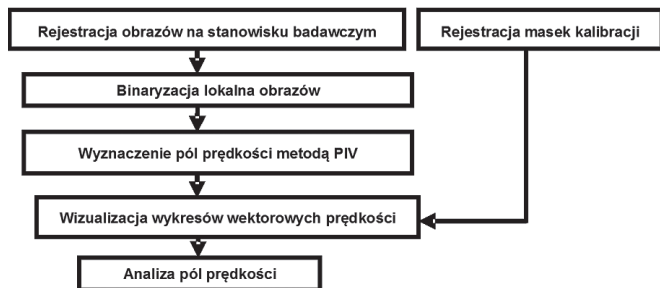 Rejestracja obrazów na stanowisku badawczym
Rejestracja masek kalibracji
Binaryzacja lokalna obrazów
Wyznaczenie pól prędkości metodą PIV
Wizualizacja wykresów wektorowych prędkości
Analiza pól prędkości